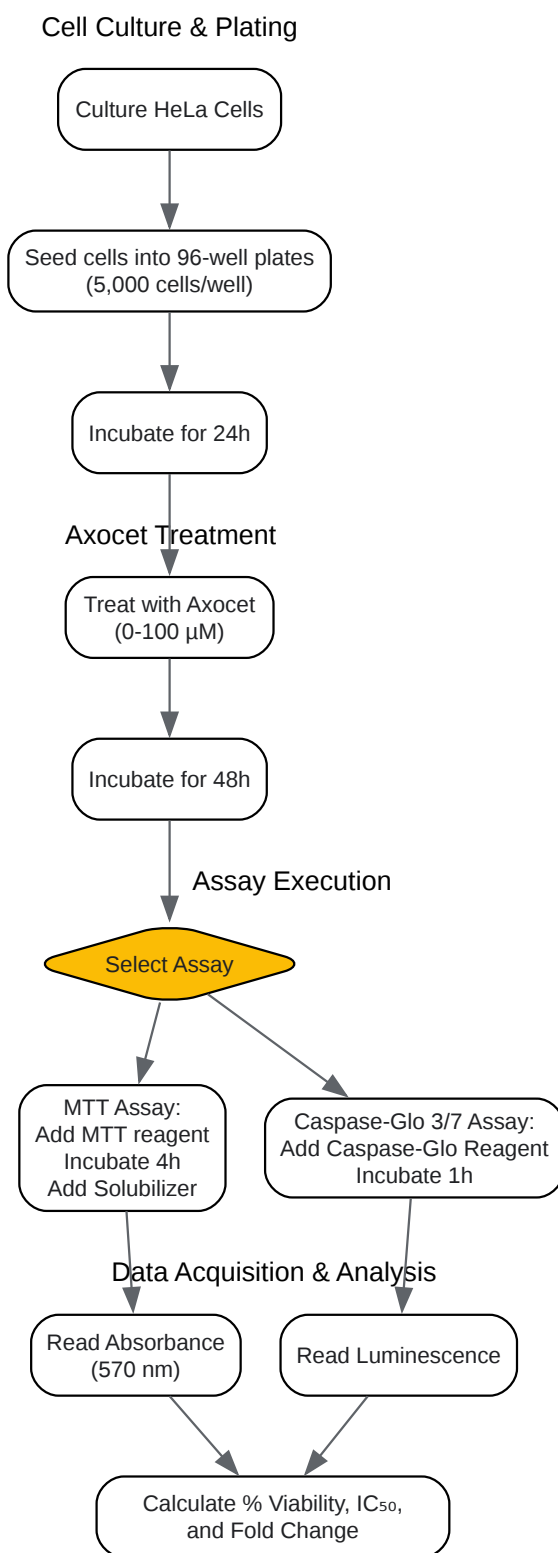 Cell Culture & Plating
Culture HeLa Cells
Seed cells into 96-well plates
(5,000 cells/well)
Incubate for 24h
Axocet Treatment
Treat with Axocet
(0-100 µM)
Incubate for 48h
Assay Execution
Select Assay
MTT Assay:
Add MTT reagent
Incubate 4h
Add Solubilizer
Caspase-Glo 3/7 Assay:
Add Caspase-Glo Reagent
Incubate 1h
Data Acquisition & Analysis
Read Absorbance
(570 nm)
Read Luminescence
Calculate % Viability, IC₅₀,
and Fold Change